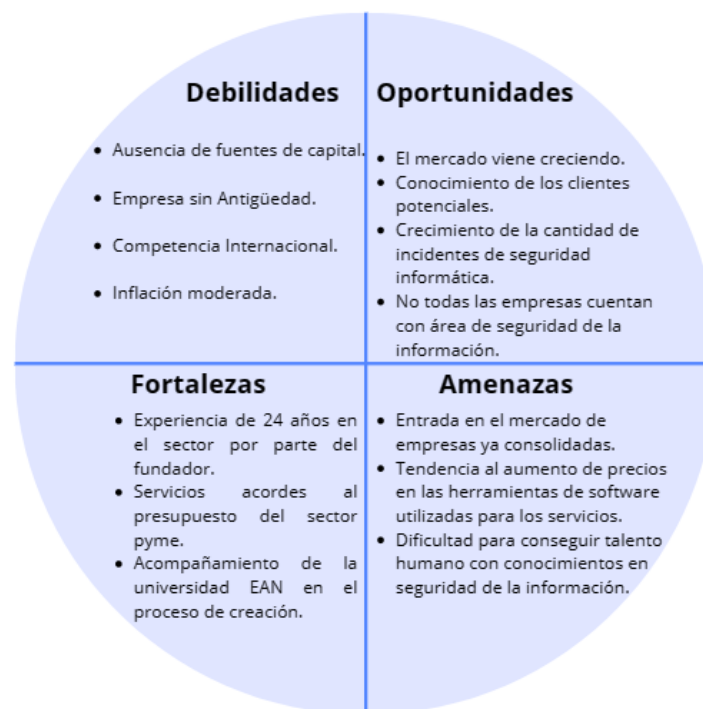 Debilidades
• Ausencia de fuentes de capital.
• Empresa sin Antigüedad.
• Competencia Internacional.
• Inflación moderada.
Oportunidades
• El mercado viene creciendo.
• Conocimiento de los clientes
potenciales.
• Crecimiento de la cantidad de
incidentes de seguridad
informática.
• No todas las empresas cuentan
con área de seguridad de la
información.
Fortalezas
• Experiencia de 24 años en
el sector por parte del
fundador.
• Servicios acordes al
presupuesto del sector
pyme.
• Acompañamiento de la
universidad EAN en el
proceso de creación.
Amenazas
• Entrada en el mercado de
empresas ya consolidadas.
• Tendencia al aumento de precios
en las herramientas de software
utilizadas para los servicios.
• Dificultad para conseguir talento
humano con conocimientos en
seguridad de la información.